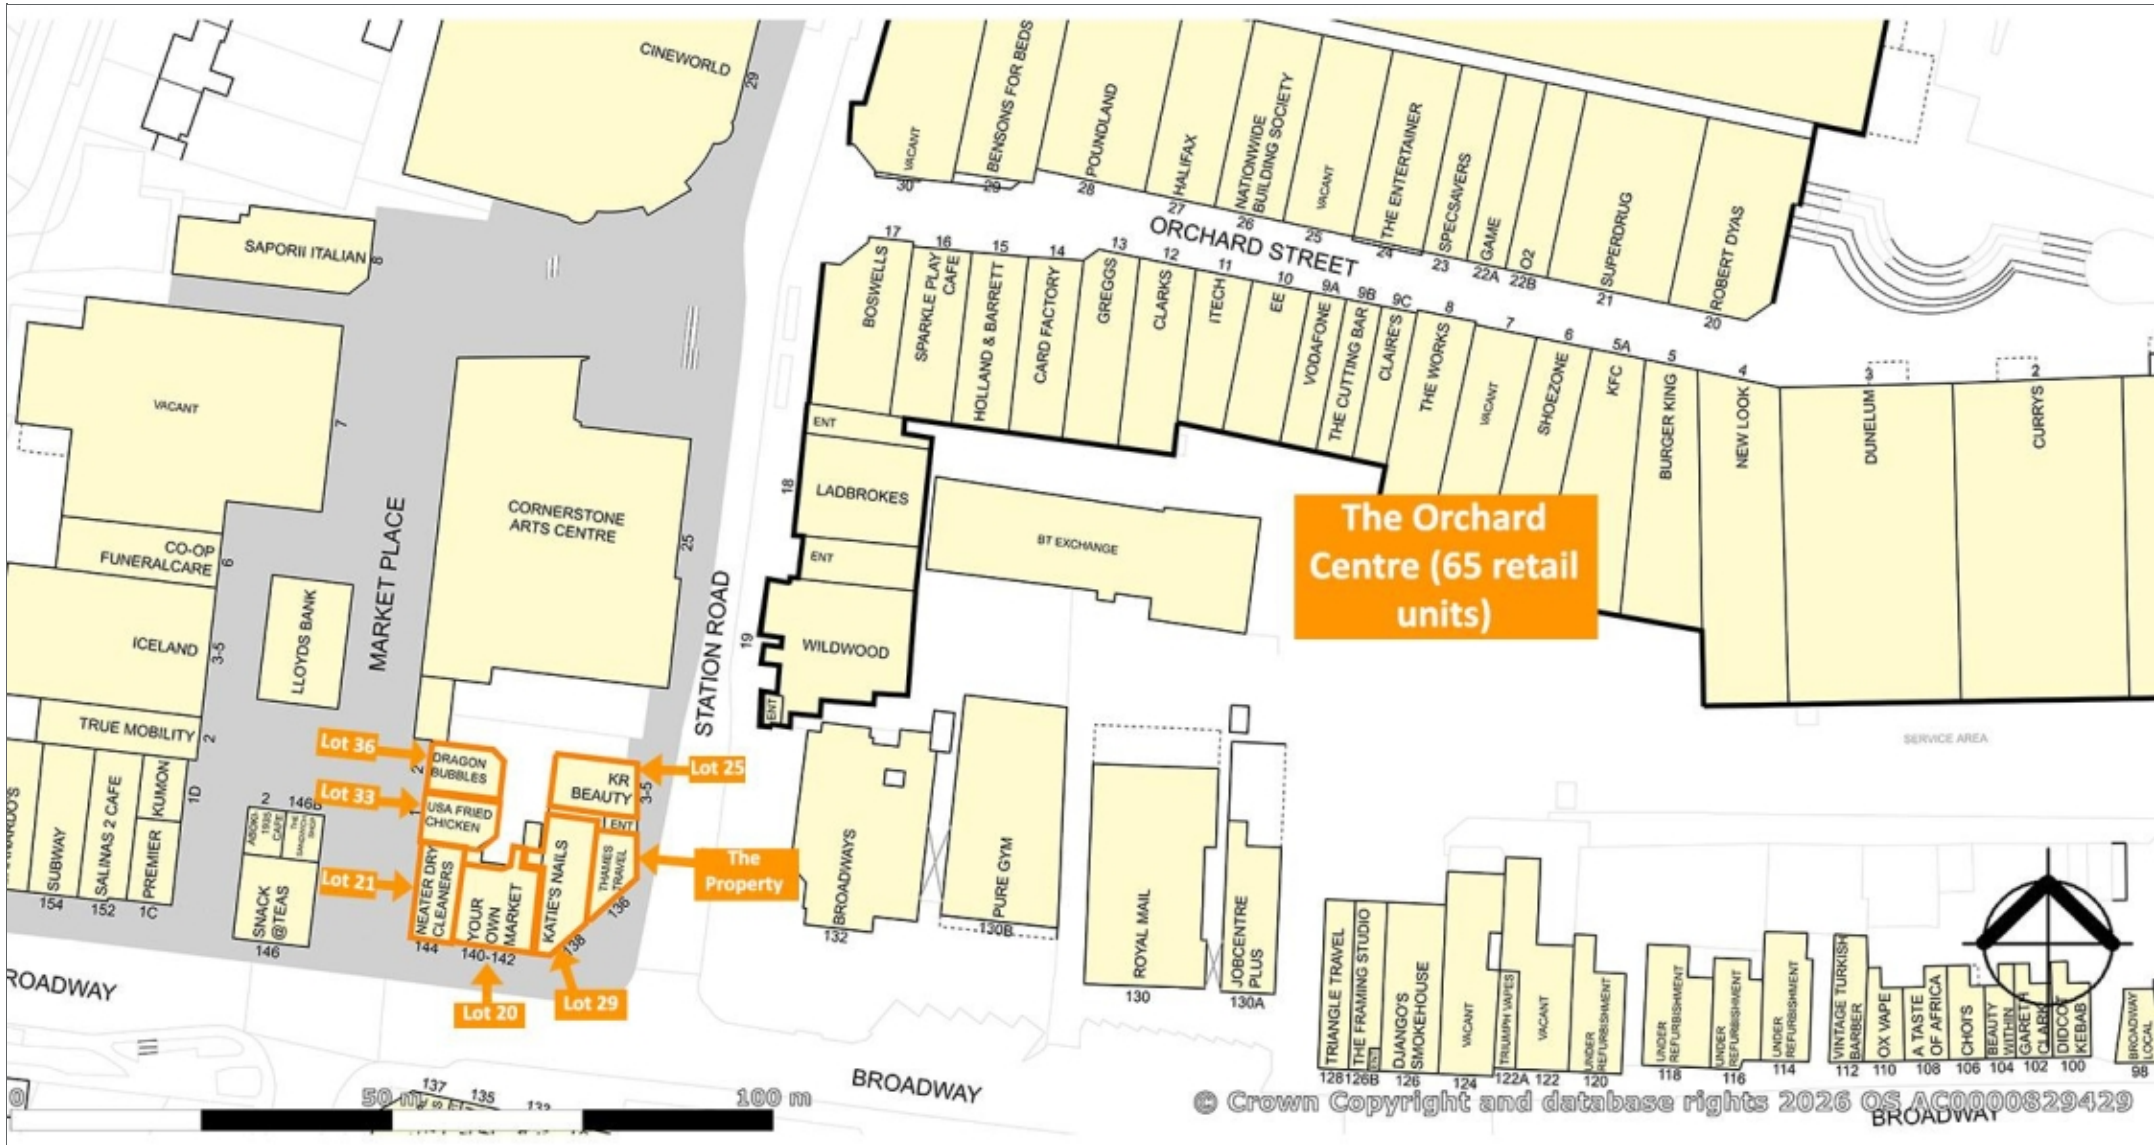 CINEWORLD
29
SAPORII ITALIAN
8
VACANT
7
CO-OP
FUNERALCARE
6
ICELAND
3-5
LLOYDS BANK
TRUE MOBILITY
2
MARKET PLACE
CORNERSTONE
ARTS CENTRE
25
STATION ROAD
SUBWAY
154
SALINAS 2 CAFE
152
KUMON
1D
PREMIER
1C
2
146B
1935
CAFE
THE
SANDWICH
SHOP
SNACK
@TEAS
146
Lot 36
DRAGON
BUBBLES
2
Lot 33
USA FRIED
CHICKEN
1
Lot 21
NEATER DRY
CLEANERS
144
YOUR
OWN
MARKET
140-142
Lot 20
KATIE'S NAILS
138
Lot 29
KR
BEAUTY
3-5
Lot 25
ENT
THAMES
TRAVEL
136
The
Property
VACANT
30
BENSONS FOR BEDS
29
POUNDLAND
28
HALIFAX
27
NATIONWIDE
BUILDING SOCIETY
26
VACANT
25
THE ENTERTAINER
24
SPECSAVERS
23
GAME
22A
O2
22B
SUPERDRUG
21
ROBERT DYAS
20
ORCHARD STREET
17
BOSWELLS
16
SPARKLE PLAY
CAFE
15
HOLLAND & BARRETT
14
CARD FACTORY
13
GREGGS
12
CLARKS
11
ITECH
10
EE
9A
VODAFONE
9B
THE CUTTING BAR
9C
CLAIRE'S
8
THE WORKS
7
VACANT
6
SHOEZONE
5A
KFC
5
BURGER KING
4
NEW LOOK
3
DUNELUM
2
CURRYS
ENT
18
LADBROKES
ENT
19
WILDWOOD
ENT
BT EXCHANGE
The Orchard
Centre (65 retail
units)
SERVICE AREA
BROADWAYS
132
PURE GYM
130B
ROYAL MAIL
130
JOBCENTRE
PLUS
130A
TRIANGLE TRAVEL
128
THE FRAMING STUDIO
126B
ENT
DJANGO'S
SMOKEHOUSE
126
VACANT
124
TRIUMPH VAPES
122A
VACANT
122
UNDER
REFURBISHMENT
120
UNDER
REFURBISHMENT
118
UNDER
REFURBISHMENT
116
UNDER
REFURBISHMENT
114
VINTAGE TURKISH
BARBER
112
OX VAPE
110
A TASTE
OF AFRICA
108
CHOI'S
106
BEAUTY
WITHIN
104
GARETH
CLARK
102
DIDCOT
KEBAB
100
BROADWAY
LOCAL
98
ROADWAY
BROADWAY
BROADWAY
137
135
133
0
50 m
100 m
© Crown Copyright and database rights 2026 OS AC0000829429